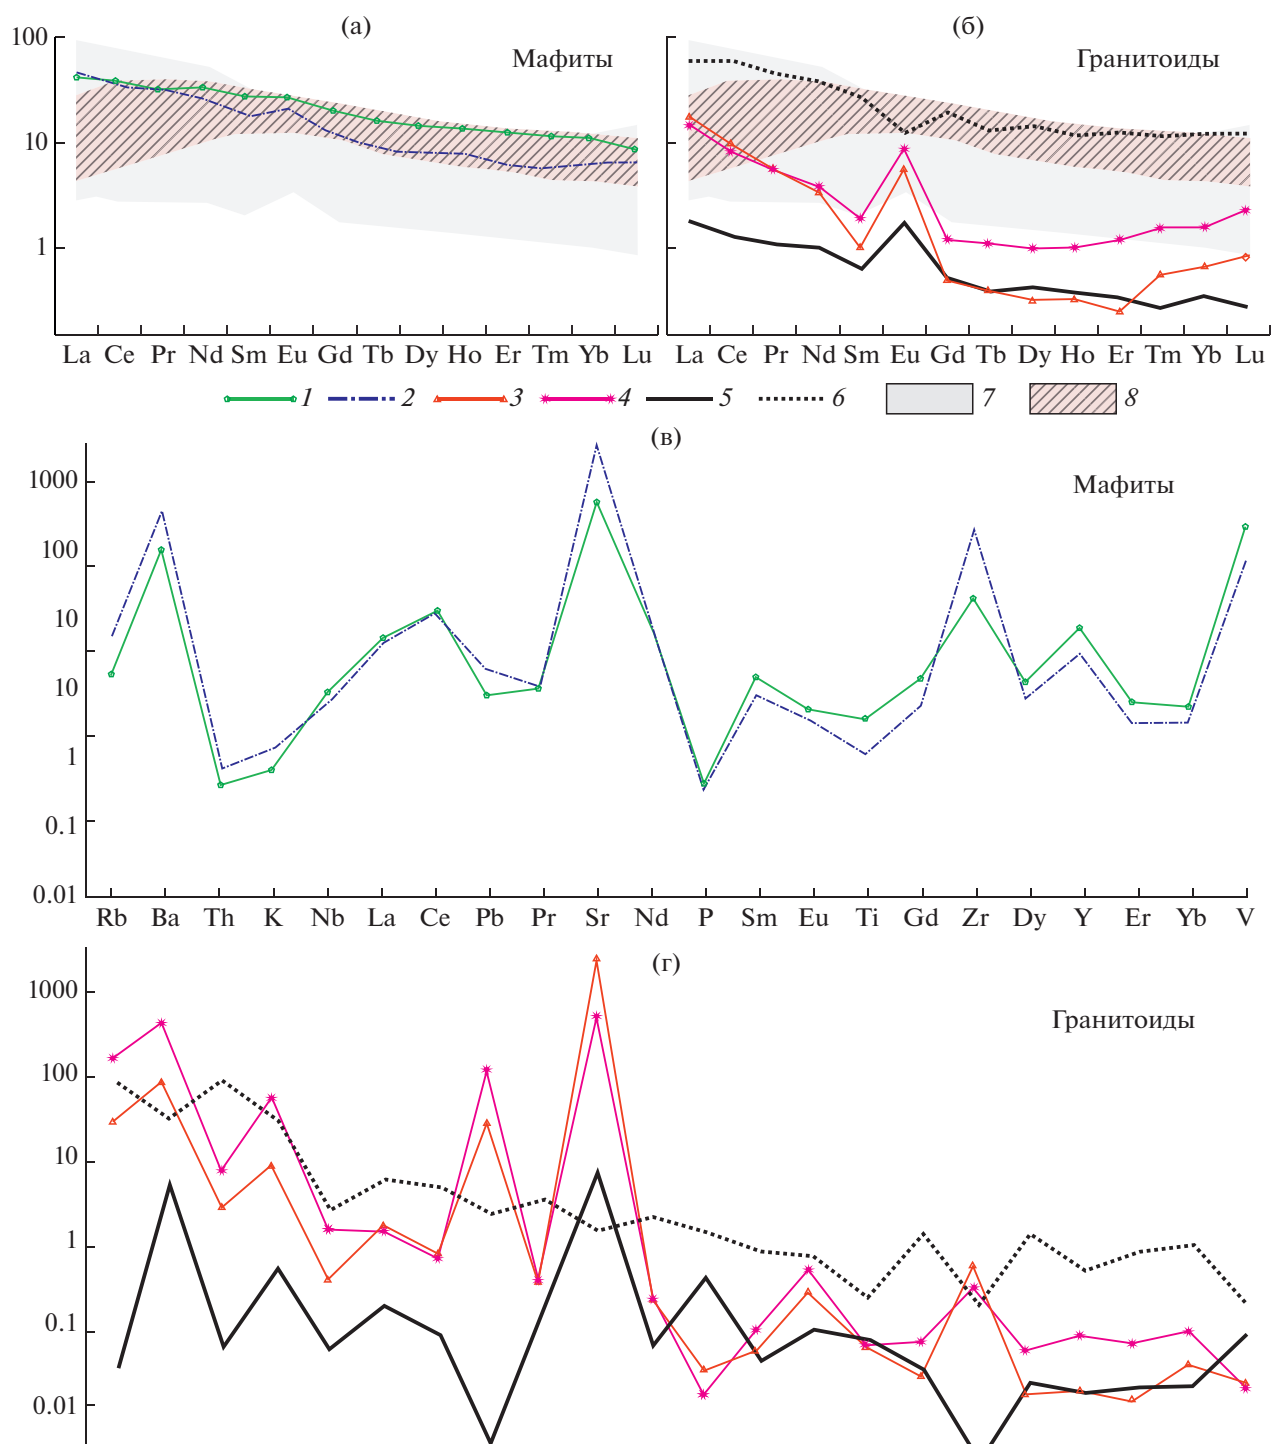 (а)
(б)
100
10
1
Мафиты
Гранитоиды
La Ce Pr Nd Sm Eu Gd Tb Dy Ho Er Tm Yb Lu
La Ce Pr Nd Sm Eu Gd Tb Dy Ho Er Tm Yb Lu
1 2 3 4 5 6 7 8
(в)
Мафиты
1000
100
10
10
1
0.1
0.01
Rb Ba Th K Nb La Ce Pb Pr Sr Nd P Sm Eu Ti Gd Zr Dy Y Er Yb V
(г)
Гранитоиды
1000
100
10
1
0.1
0.01